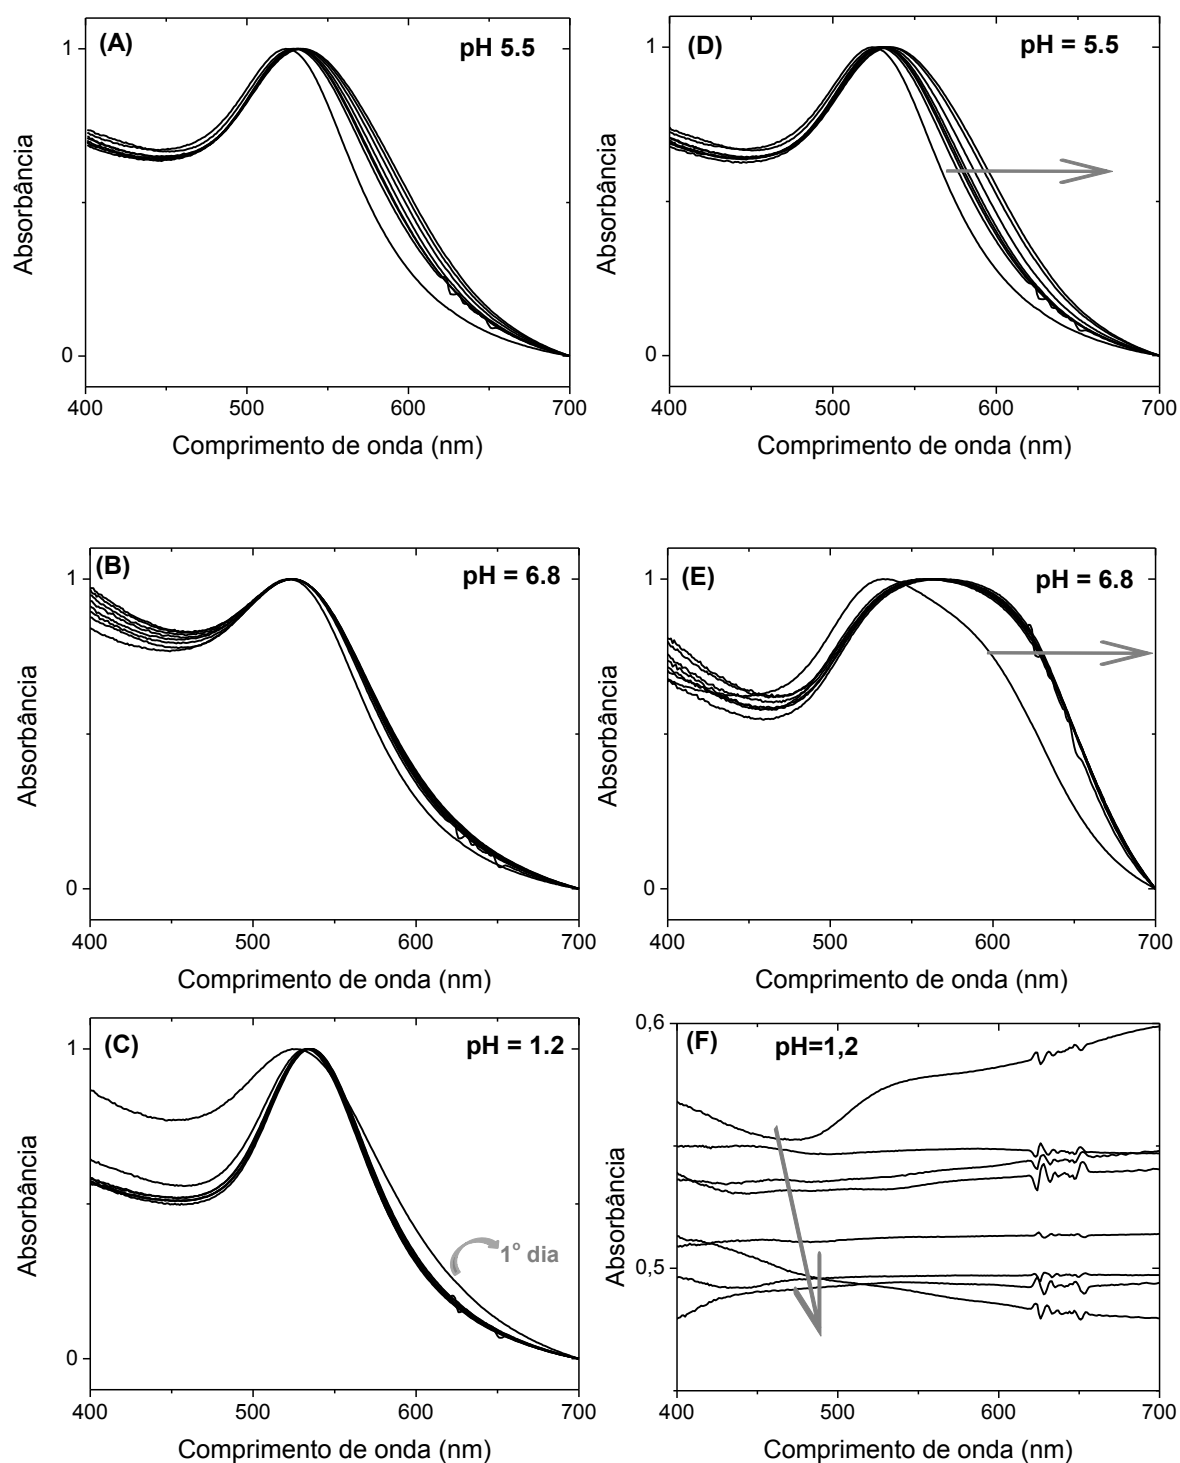 (A)
pH 5.5
1
0
Absorbância
400
500
600
700
Comprimento de onda (nm)
(D)
pH = 5.5
1
0
Absorbância
400
500
600
700
Comprimento de onda (nm)
(B)
pH = 6.8
1
0
Absorbância
400
500
600
700
Comprimento de onda (nm)
(E)
pH = 6.8
1
0
Absorbância
400
500
600
700
Comprimento de onda (nm)
(C)
pH = 1.2
1
0
1º dia
Absorbância
400
500
600
700
Comprimento de onda (nm)
(F)
pH=1,2
0,6
0,5
Absorbância
400
500
600
700
Comprimento de onda (nm)